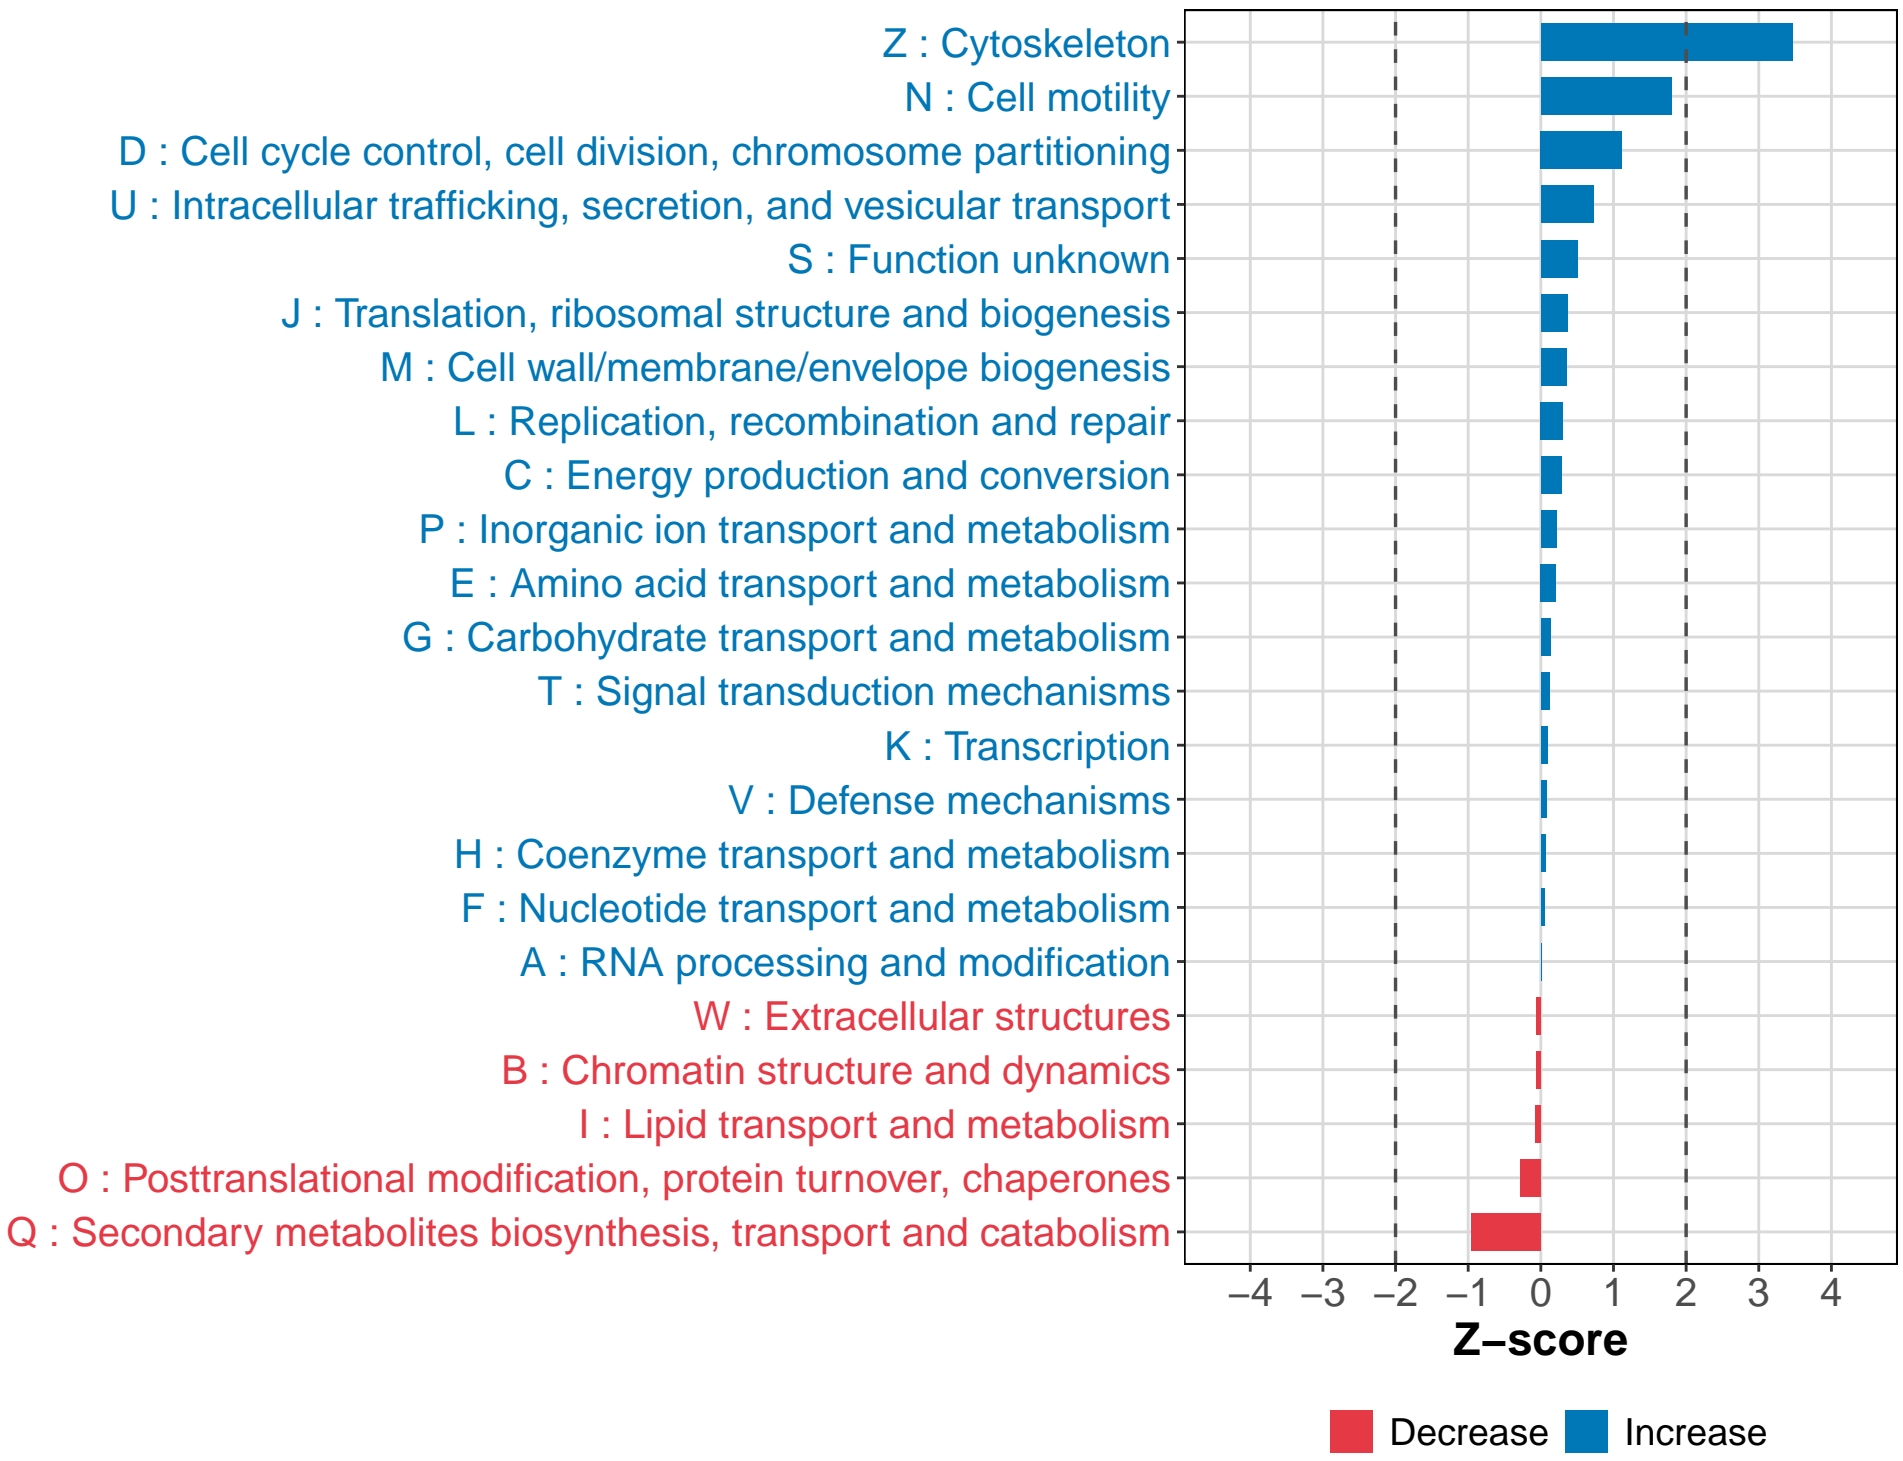 Z : Cytoskeleton
N : Cell motility
D : Cell cycle control, cell division, chromosome partitioning
U : Intracellular trafficking, secretion, and vesicular transport
S : Function unknown
J : Translation, ribosomal structure and biogenesis
M : Cell wall/membrane/envelope biogenesis
L : Replication, recombination and repair
C : Energy production and conversion
P : Inorganic ion transport and metabolism
E : Amino acid transport and metabolism
G : Carbohydrate transport and metabolism
T : Signal transduction mechanisms
K : Transcription
V : Defense mechanisms
H : Coenzyme transport and metabolism
F : Nucleotide transport and metabolism
A : RNA processing and modification
W : Extracellular structures
B : Chromatin structure and dynamics
I : Lipid transport and metabolism
O : Posttranslational modification, protein turnover, chaperones
Q : Secondary metabolites biosynthesis, transport and catabolism
−4 −3 −2 −1 0 1 2 3 4
Z−score
Decrease Increase